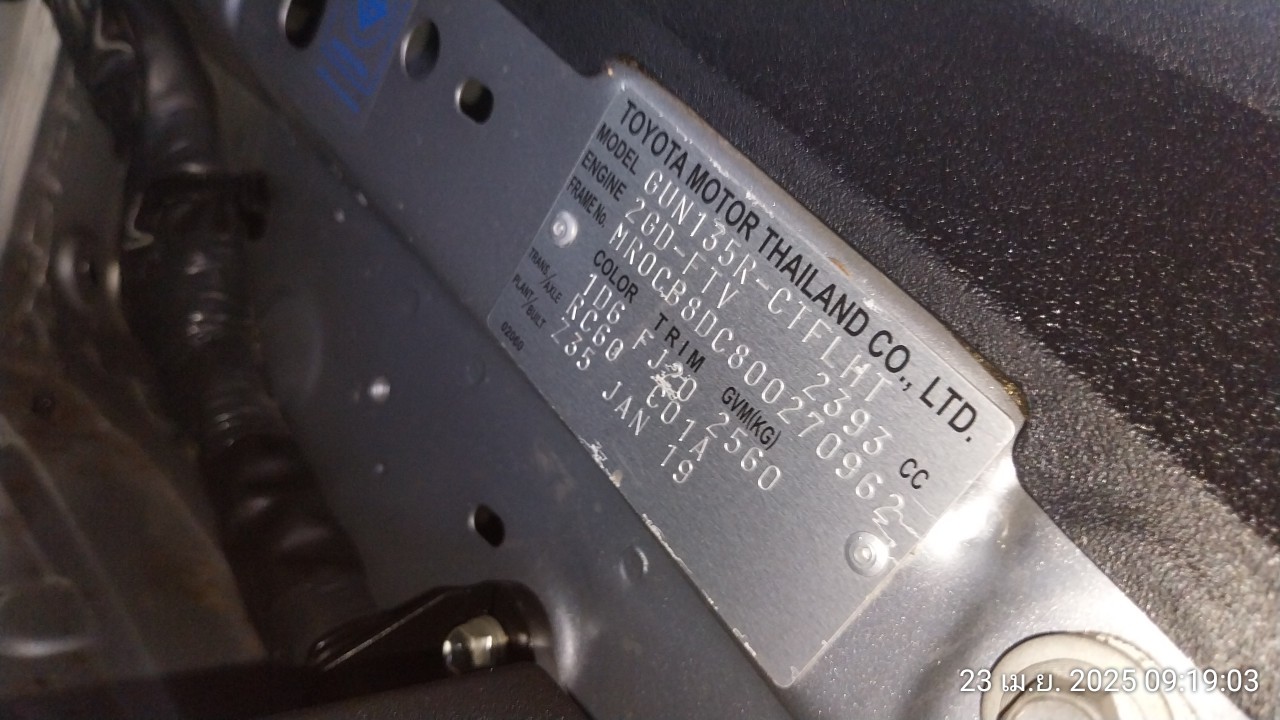 TOYOTA MOTOR THAILAND CO., LTD.
MODEL GUN135R-CTFLHT
ENGINE 2GD-FTV 2393 CC
FRAME No. MR0CB8DC800270962
COLOR TRIM GVM(KG)
1D6 FJ20 2560
TRANS/AXLE RC60 C01A
PLANT/BUILT Z35 JAN 19
02060
23 เม.ย. 2025 09:19:03